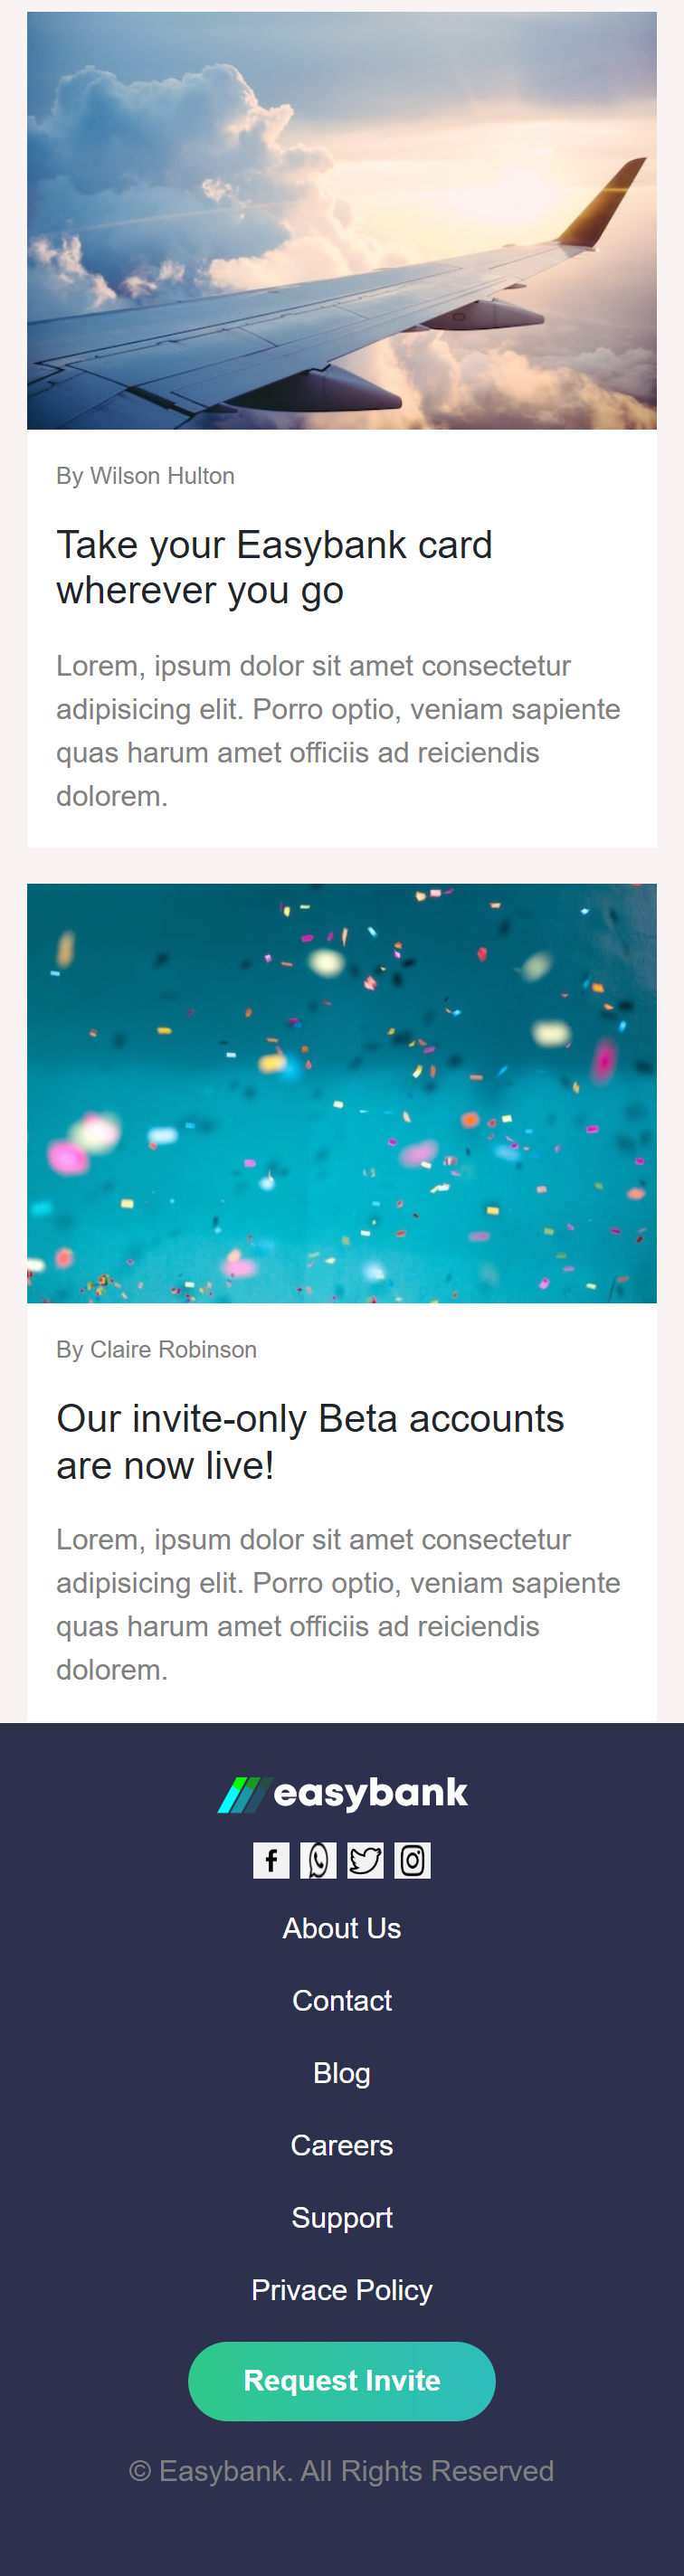 By Wilson Hulton
Take your Easybank card
wherever you go
Lorem, ipsum dolor sit amet consectetur
adipisicing elit. Porro optio, veniam sapiente
quas harum amet officiis ad reiciendis
dolorem.
By Claire Robinson
Our invite-only Beta accounts
are now live!
Lorem, ipsum dolor sit amet consectetur
adipisicing elit. Porro optio, veniam sapiente
quas harum amet officiis ad reiciendis
dolorem.
easybank
About Us
Contact
Blog
Careers
Support
Privace Policy
Request Invite
© Easybank. All Rights Reserved